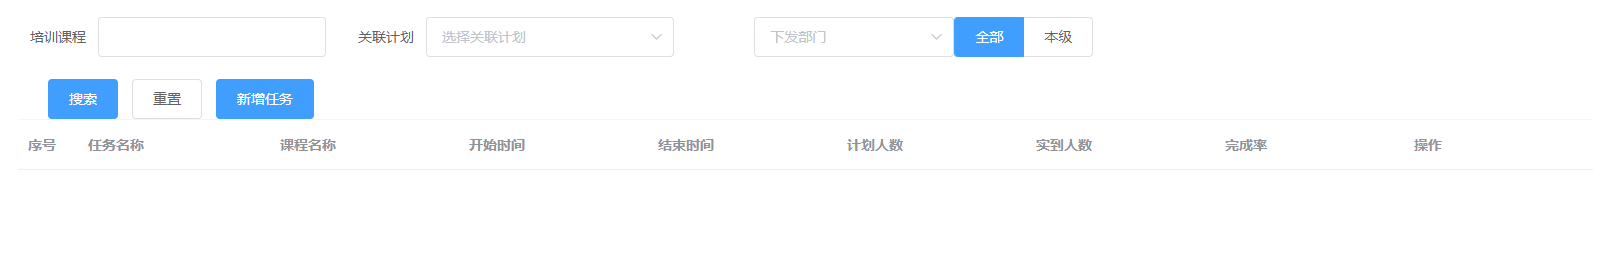 培训课程 关联计划 选择关联计划 下发部门 全部 本级
搜索 重置 新增任务
序号 任务名称 课程名称 开始时间 结束时间 计划人数 实到人数 完成率 操作